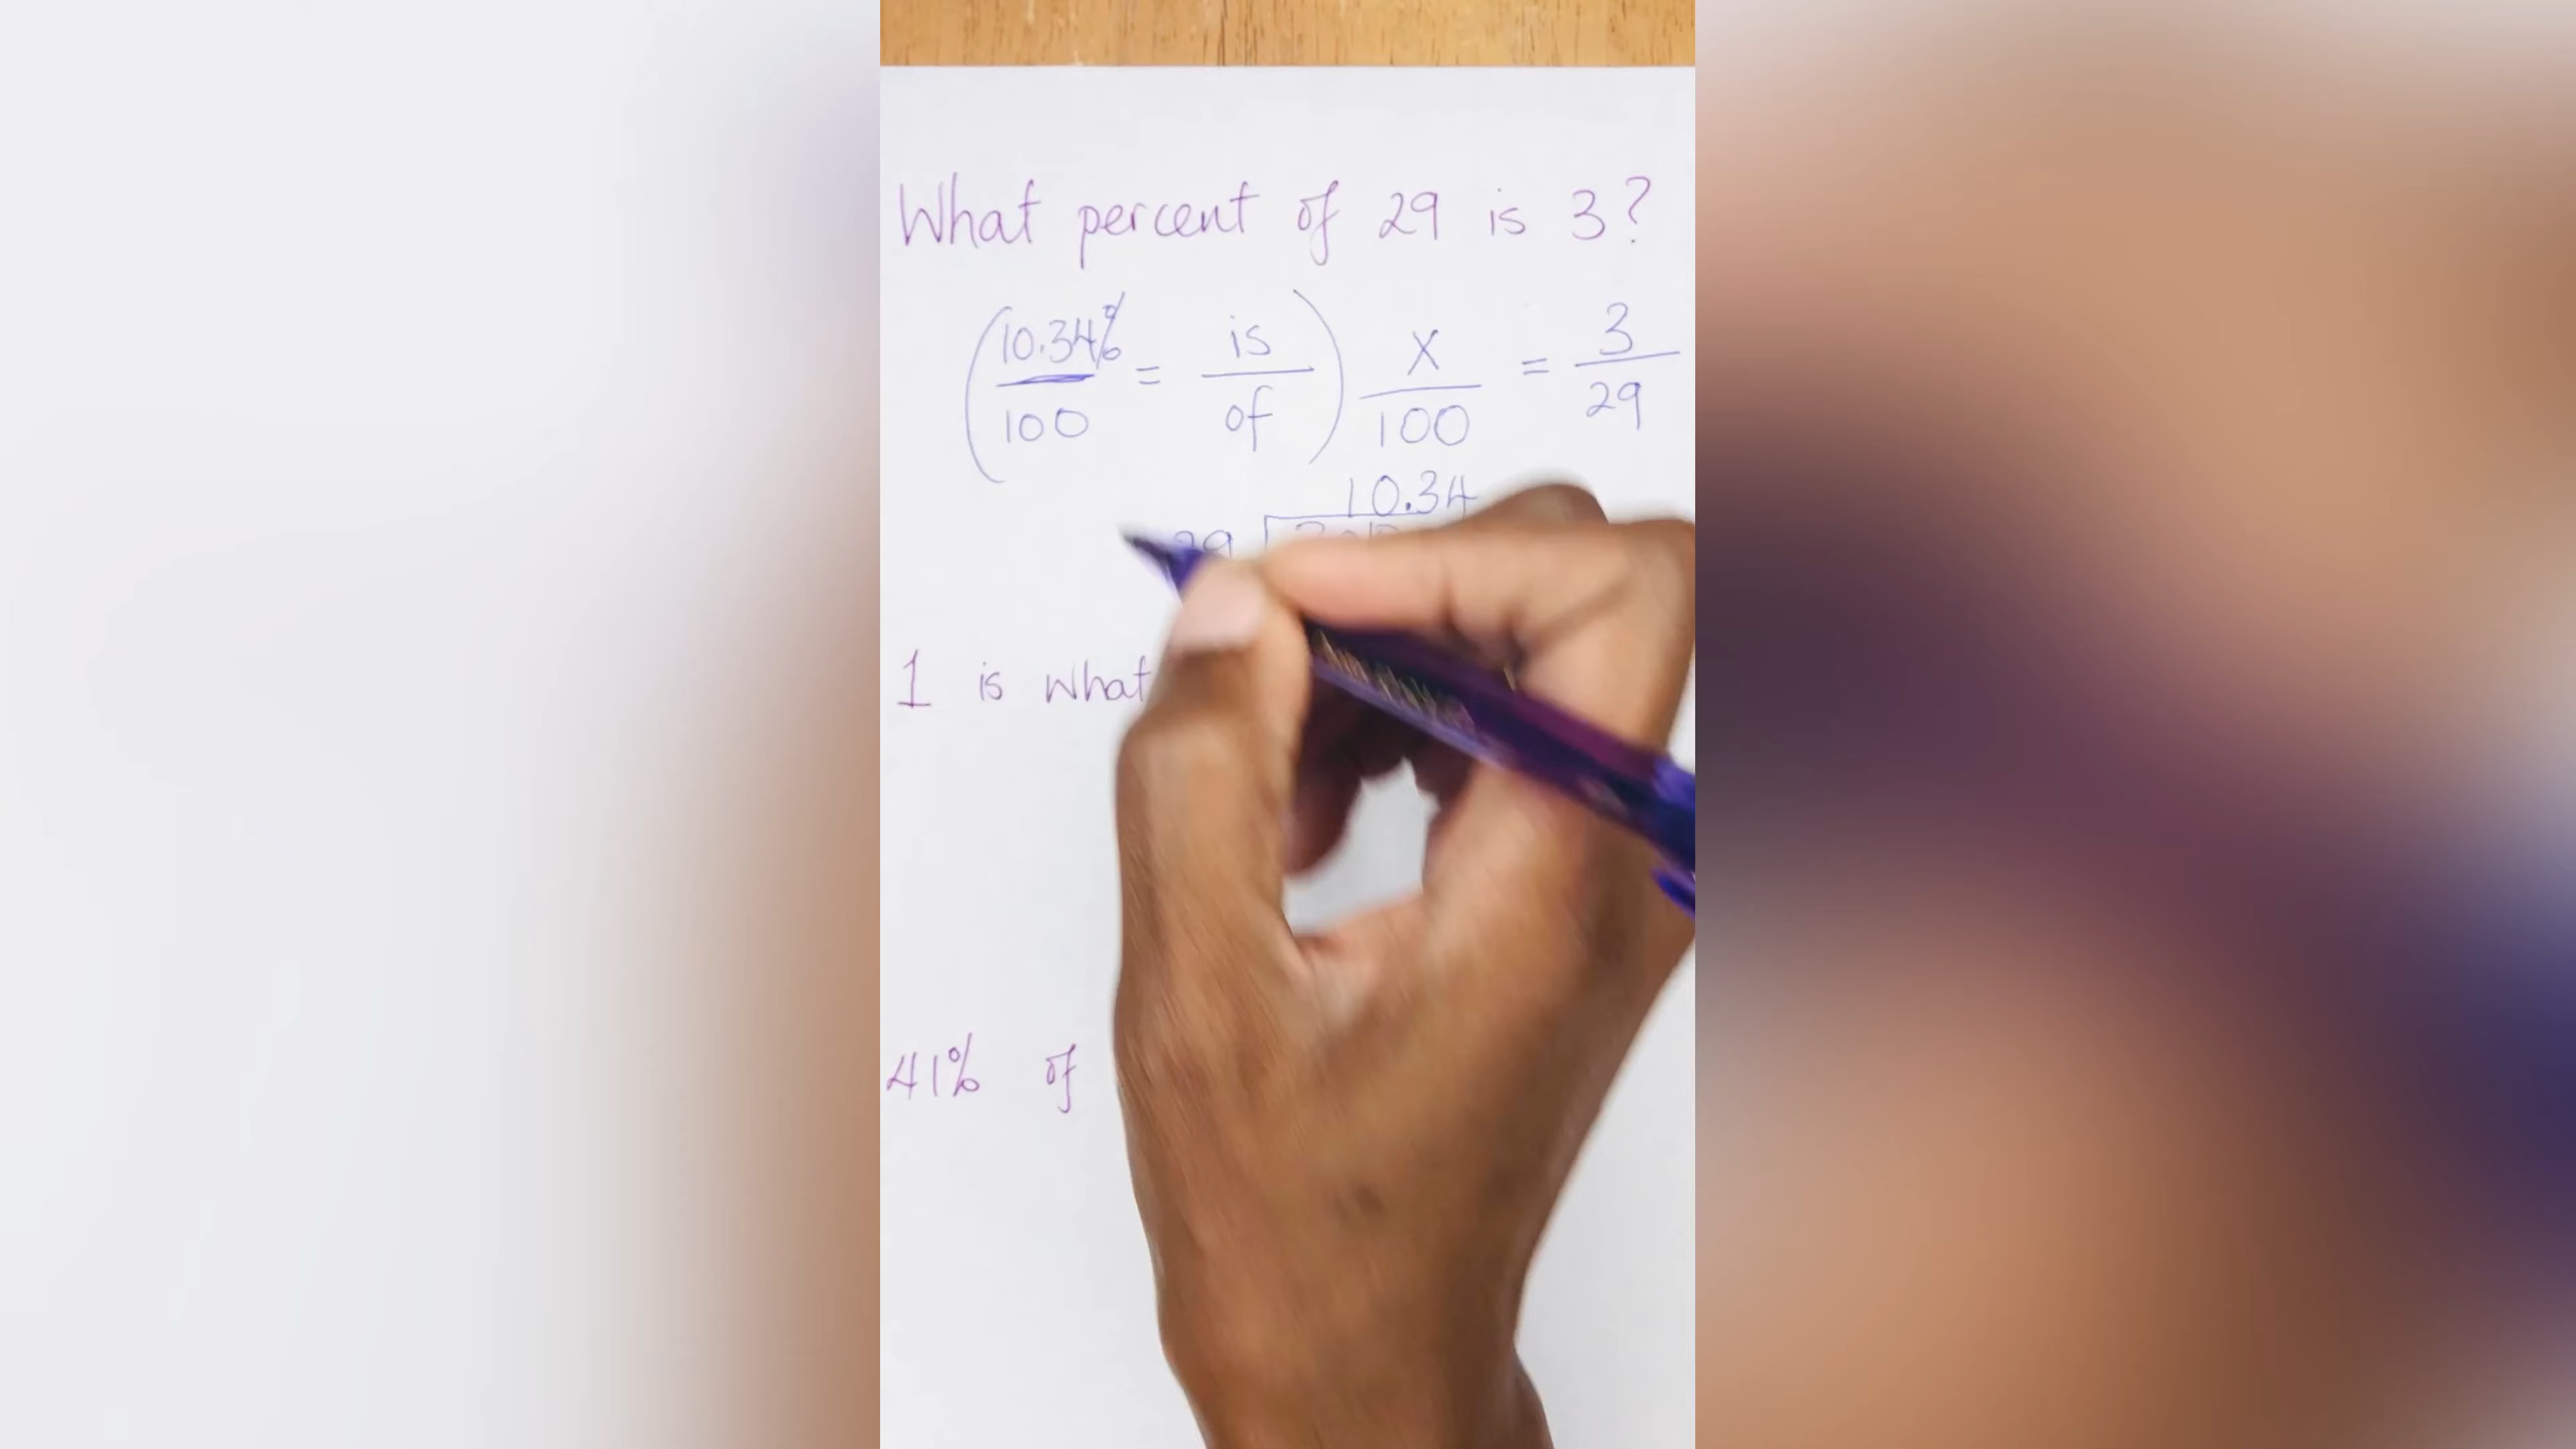 What percent of 29 is 3?
(10.34%/100 = is/of) X/100 = 3/29
10.34
29
1 is what
41% of